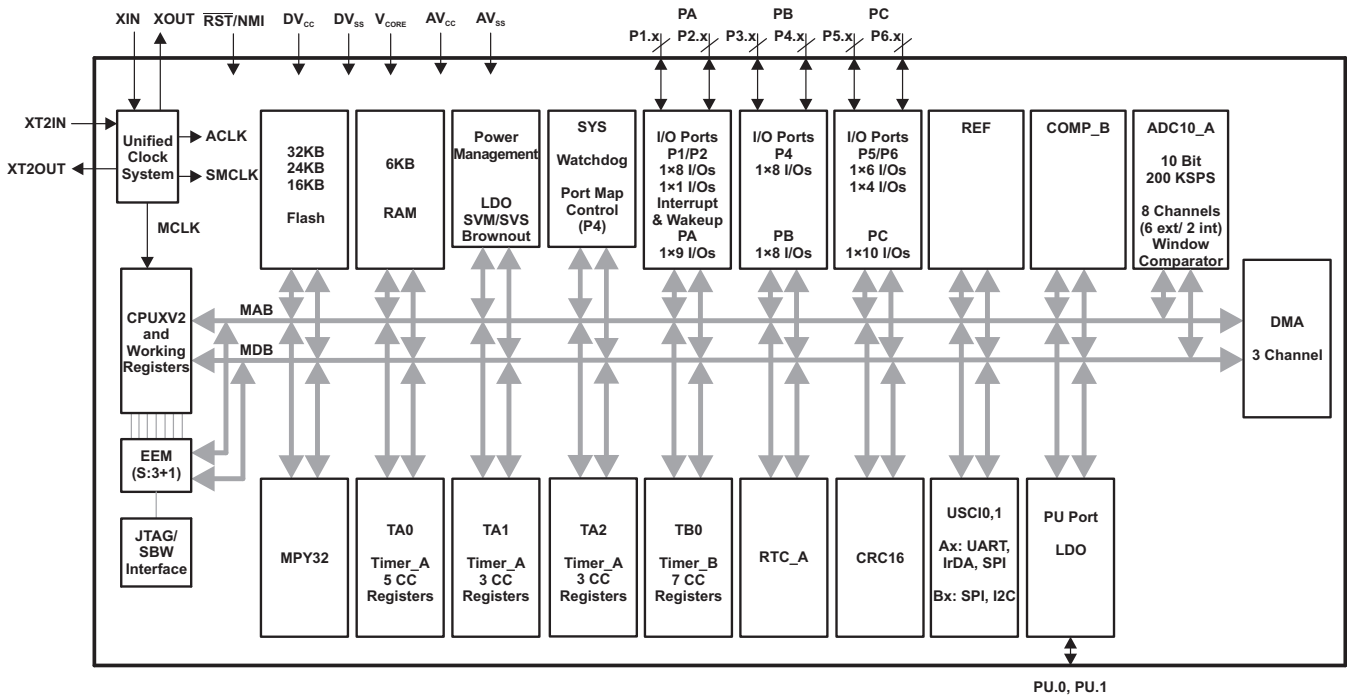 XIN
XOUT
RST/NMI
DVCC
DVSS
VCORE
AVCC
AVSS
PA
P1.x
P2.x
PB
P3.x
P4.x
PC
P5.x
P6.x
XT2IN
XT2OUT
Unified
Clock
System
ACLK
SMCLK
MCLK
32KB
24KB
16KB
Flash
6KB
RAM
Power
Management
LDO
SVM/SVS
Brownout
SYS
Watchdog
Port Map
Control
(P4)
I/O Ports
P1/P2
1×8 I/Os
1×1 I/Os
Interrupt
& Wakeup
PA
1×9 I/Os
I/O Ports
P4
1×8 I/Os
PB
1×8 I/Os
I/O Ports
P5/P6
1×6 I/Os
1×4 I/Os
PC
1×10 I/Os
REF
COMP_B
ADC10_A
10 Bit
200 KSPS
8 Channels
(6 ext/ 2 int)
Window
Comparator
CPUXV2
and
Working
Registers
MAB
MDB
DMA
3 Channel
EEM
(S:3+1)
JTAG/
SBW
Interface
MPY32
TA0
Timer_A
5 CC
Registers
TA1
Timer_A
3 CC
Registers
TA2
Timer_A
3 CC
Registers
TB0
Timer_B
7 CC
Registers
RTC_A
CRC16
USCI0,1
Ax: UART,
IrDA, SPI
Bx: SPI, I2C
PU Port
LDO
PU.0, PU.1